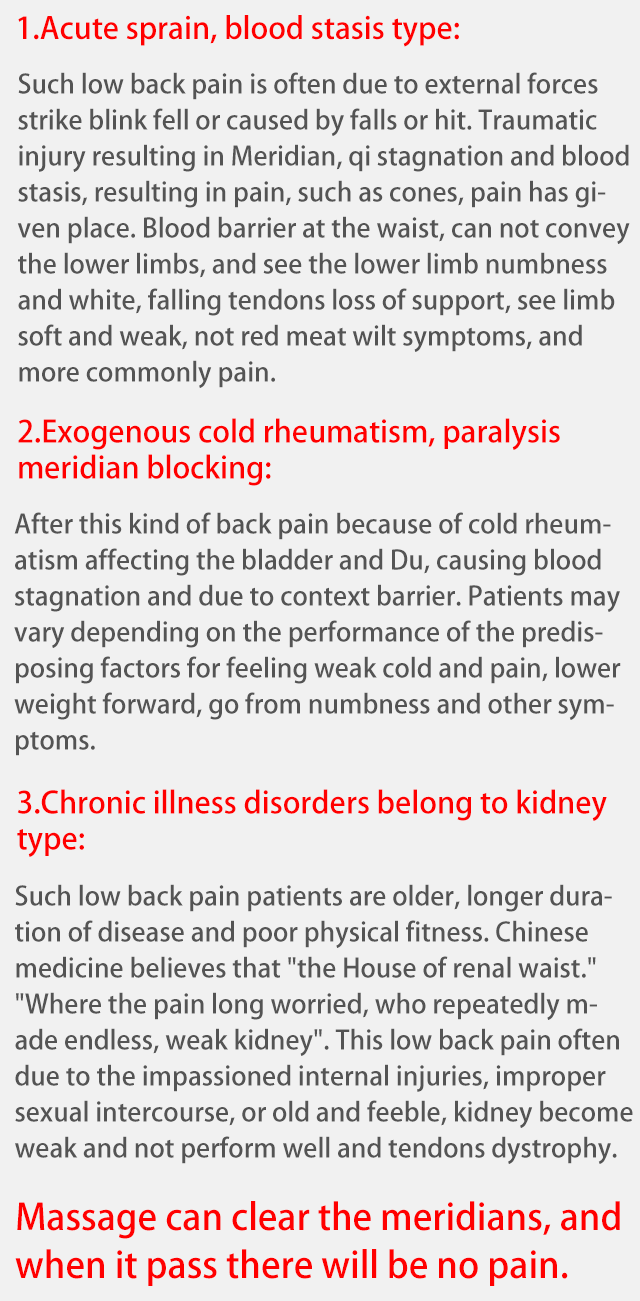 1.Acute sprain, blood stasis type:
Such low back pain is often due to external forces
strike blink fell or caused by falls or hit. Traumatic
injury resulting in Meridian, qi stagnation and blood
stasis, resulting in pain, such as cones, pain has gi-
ven place. Blood barrier at the waist, can not convey
the lower limbs, and see the lower limb numbness
and white, falling tendons loss of support, see limb
soft and weak, not red meat wilt symptoms, and
more commonly pain.
2.Exogenous cold rheumatism, paralysis
meridian blocking:
After this kind of back pain because of cold rheum-
atism affecting the bladder and Du, causing blood
stagnation and due to context barrier. Patients may
vary depending on the performance of the predis-
posing factors for feeling weak cold and pain, lower
weight forward, go from numbness and other sym-
ptoms.
3.Chronic illness disorders belong to kidney
type:
Such low back pain patients are older, longer dura-
tion of disease and poor physical fitness. Chinese
medicine believes that "the House of renal waist."
"Where the pain long worried, who repeatedly m-
ade endless, weak kidney". This low back pain often
due to the impassioned internal injuries, improper
sexual intercourse, or old and feeble, kidney become
weak and not perform well and tendons dystrophy.
Massage can clear the meridians, and
when it pass there will be no pain.